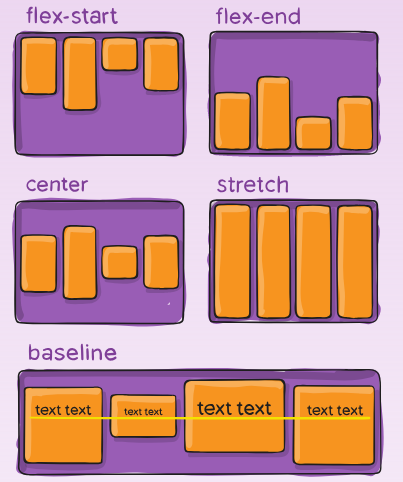 flex-start
flex-end
center
stretch
baseline
text text
text text
text text
text text